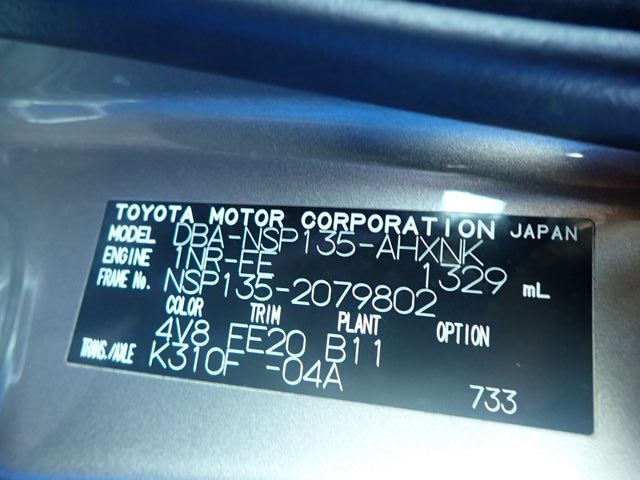 TOYOTA MOTOR CORPORATION JAPAN
MODEL DBA-NSP135-AHXNK
ENGINE 1NR-FE 1329 mL
FRAME No. NSP135-2079802
COLOR TRIM PLANT OPTION
4V8 FE20 B11
TRANS./AXLE K310F -04A
733